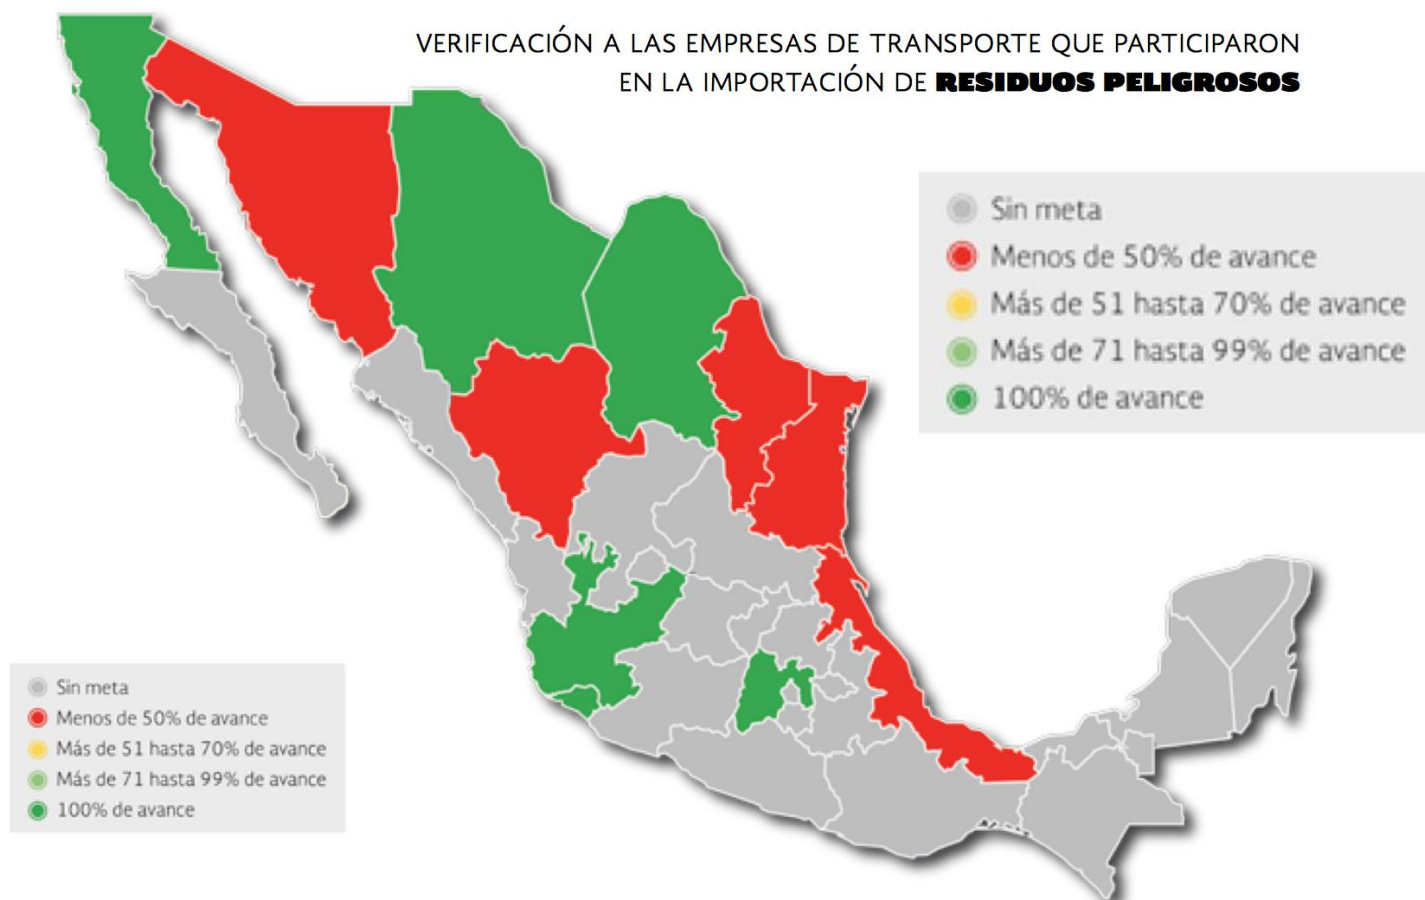 VERIFICACIÓN A LAS EMPRESAS DE TRANSPORTE QUE PARTICIPARON
EN LA IMPORTACIÓN DE RESIDUOS PELIGROSOS
Sin meta
Menos de 50% de avance
Más de 51 hasta 70% de avance
Más de 71 hasta 99% de avance
100% de avance
Sin meta
Menos de 50% de avance
Más de 51 hasta 70% de avance
Más de 71 hasta 99% de avance
100% de avance